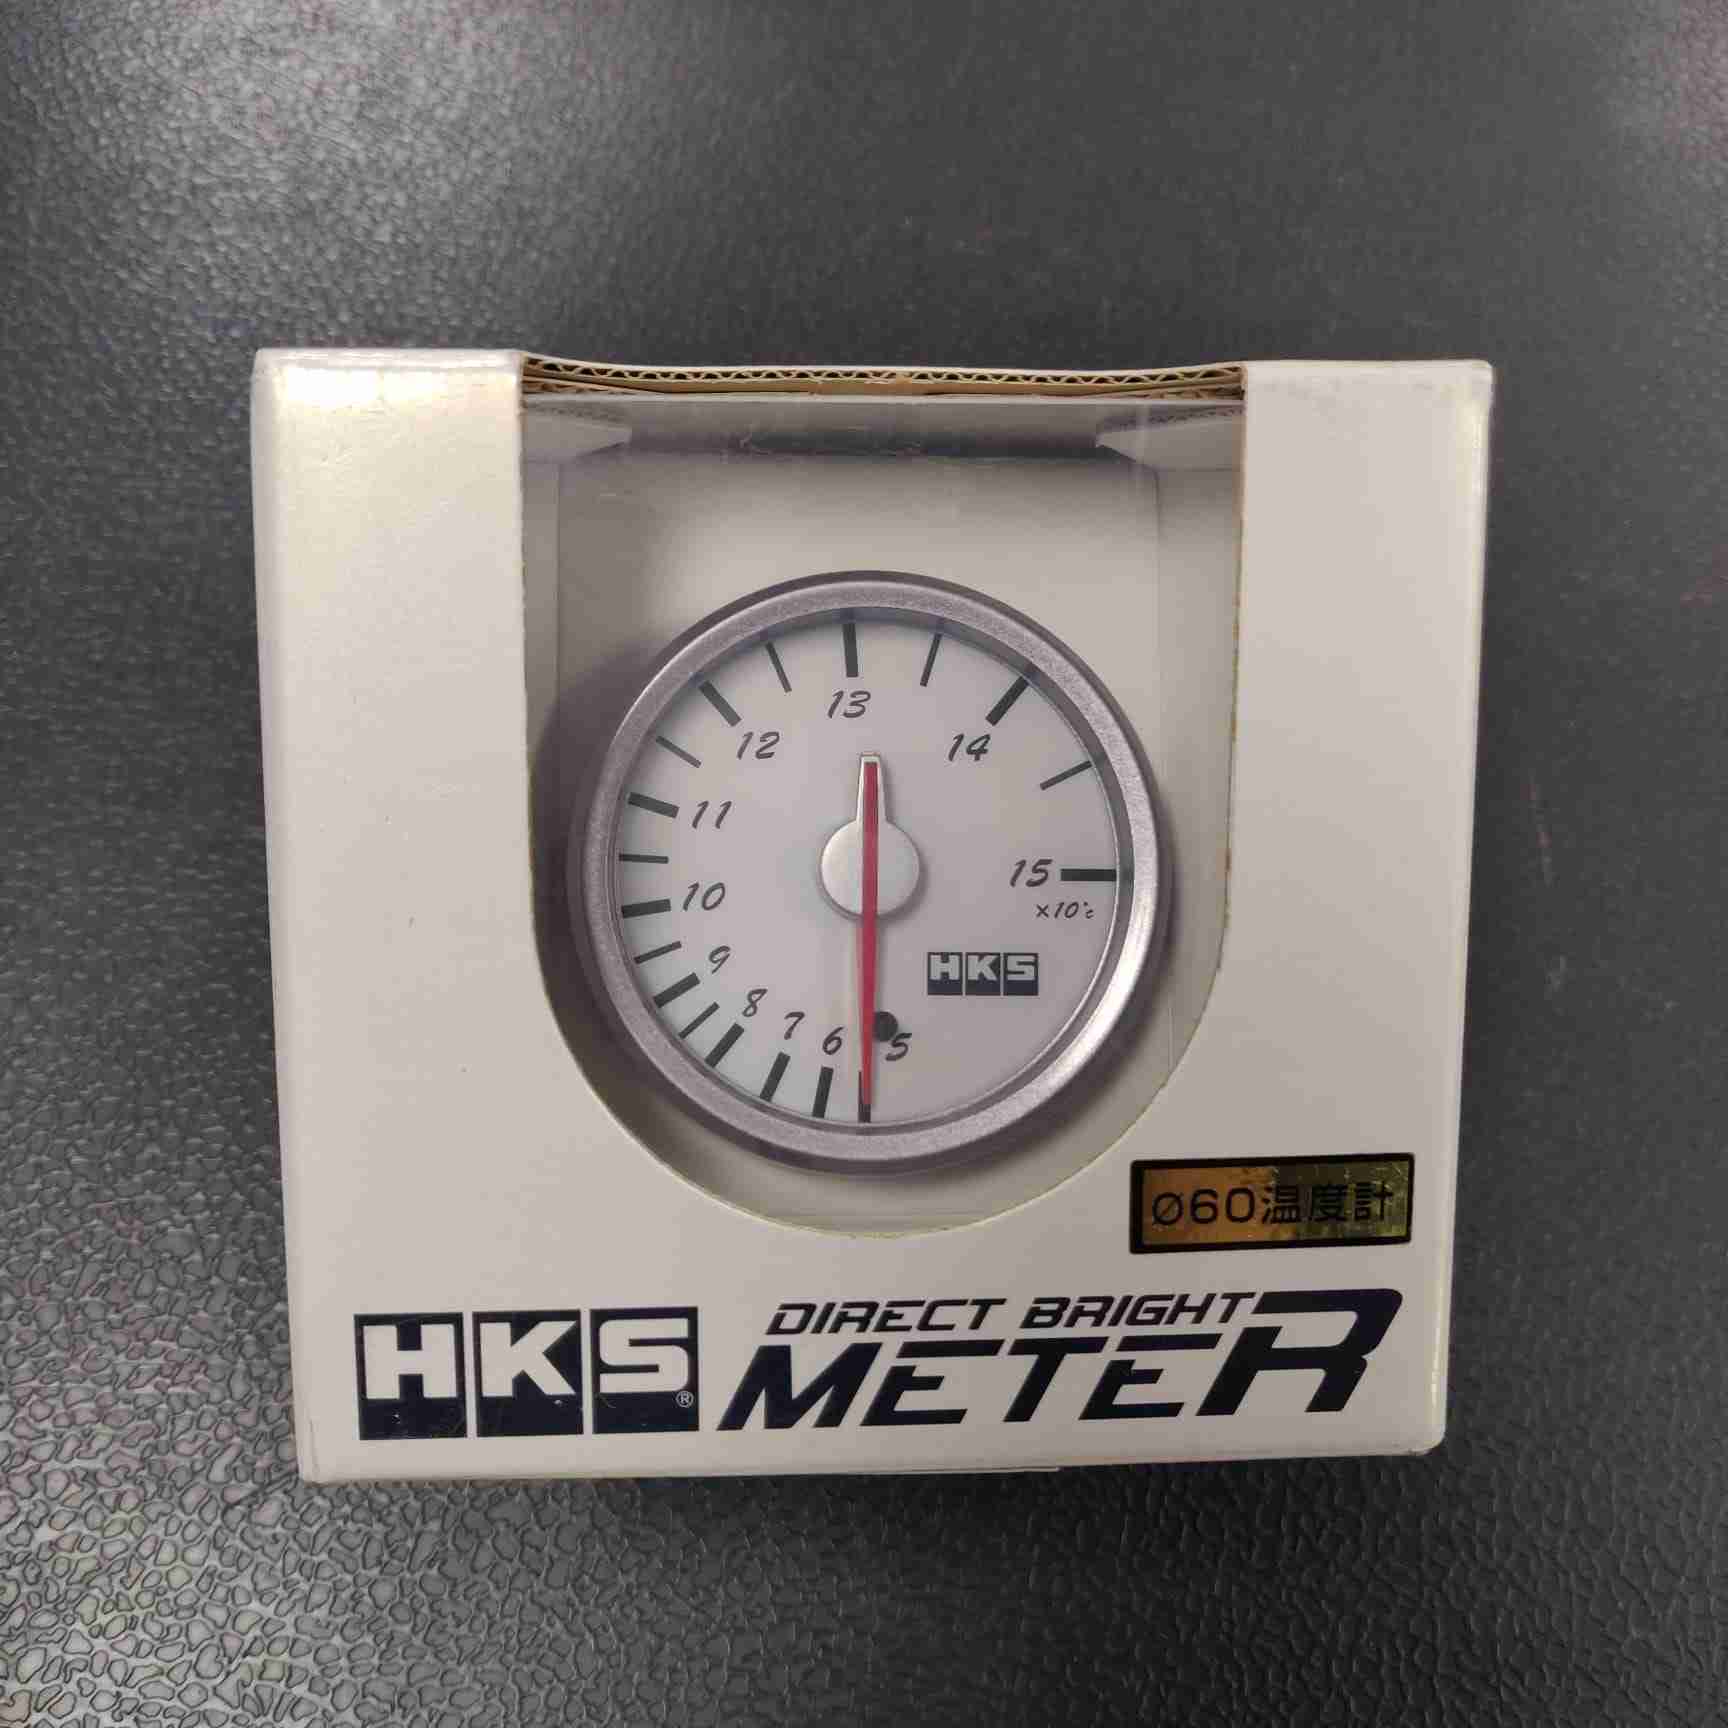 13
12
14
11
15
10
×10℃
9
HKS
8
7
6
5
Ø60温度計
HKS®
DIRECT BRIGHT
METER